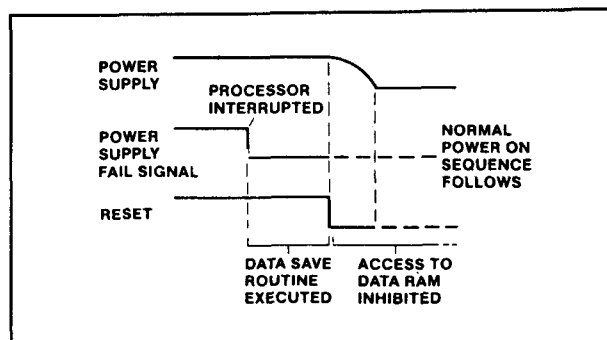 POWER
SUPPLY
PROCESSOR
INTERRUPTED
POWER
SUPPLY
FAIL SIGNAL
NORMAL
POWER ON
SEQUENCE
FOLLOWS
RESET
DATA SAVE
ROUTINE
EXECUTED
ACCESS TO
DATA RAM
INHIBITED